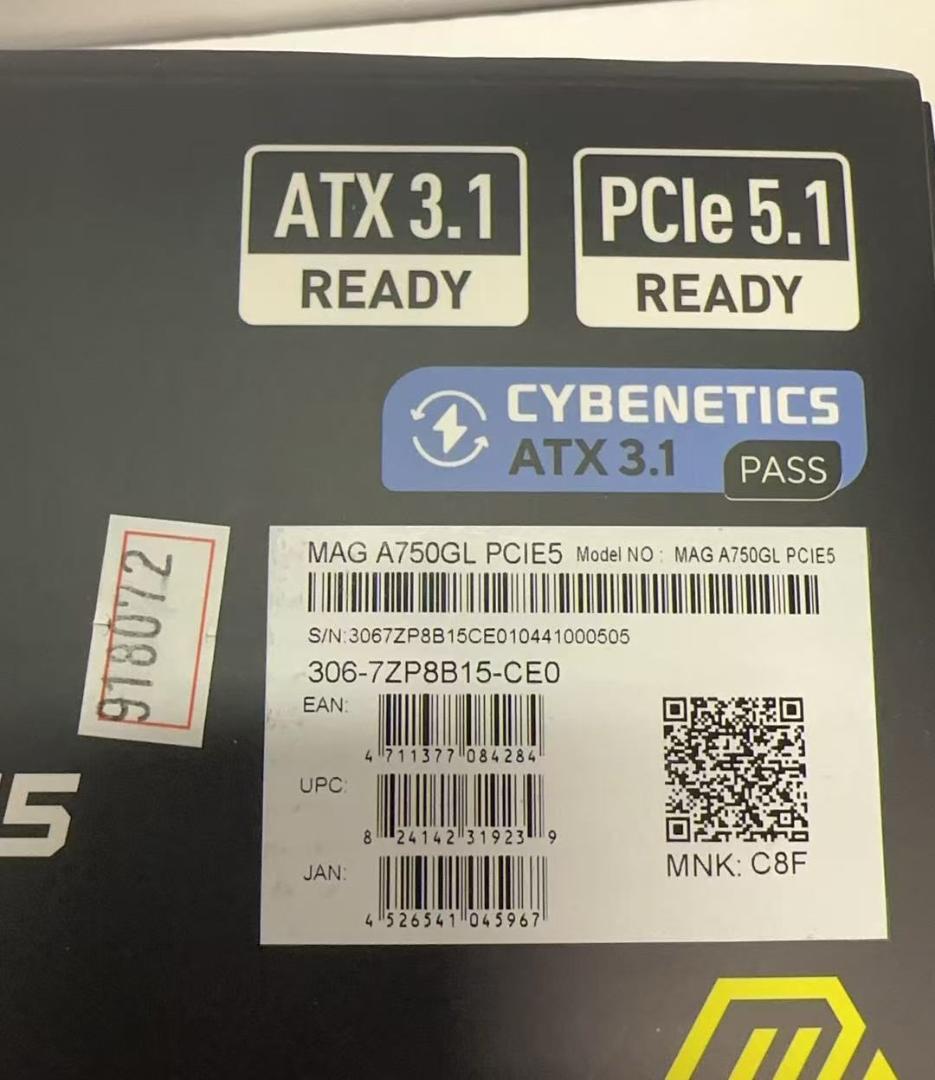 ATX 3.1
READY
PCIe 5.1
READY
CYBENETICS
ATX 3.1
PASS
918072
MAG A750GL PCIE5 Model NO : MAG A750GL PCIE5
S/N:3067ZP8B15CE010441000505
306-7ZP8B15-CE0
EAN:
4 711377 084284
UPC:
8 24142 31923 9
JAN:
4 526541 045967
MNK: C8F
5